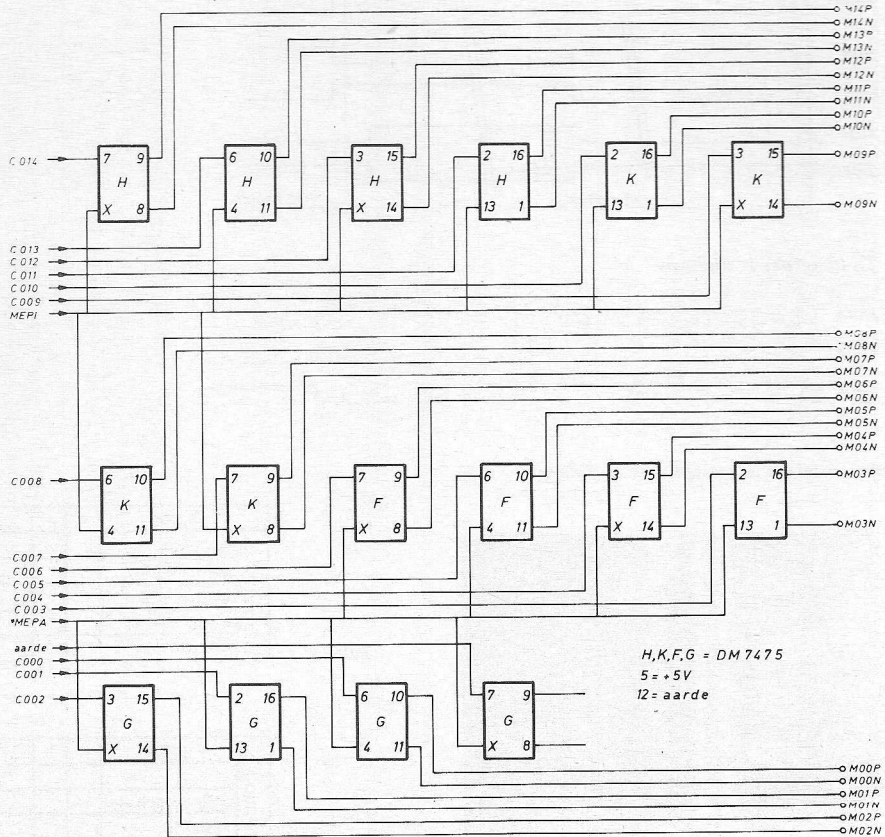 M14P
M14N
M13P
M13N
M12P
M12N
M11P
M11N
M10P
M10N
C014
7 9
H
X 8
6 10
H
4 11
3 15
H
X 14
2 16
H
13 1
2 16
K
13 1
3 15
K
X 14
M09P
M09N
C013
C012
C011
C010
C009
MEPI
M08P
M08N
M07P
M07N
M06P
M06N
M05P
M05N
M04P
M04N
C008
6 10
K
4 11
7 9
K
X 8
7 9
F
X 8
6 10
F
4 11
3 15
F
X 14
2 16
F
13 1
M03P
M03N
C007
C006
C005
C004
C003
*MEPA
aarde
C000
C001
C002
3 15
G
X 14
2 16
G
13 1
6 10
G
4 11
7 9
G
X 8
H,K,F,G = DM7475
5 = +5V
12 = aarde
M00P
M00N
M01P
M01N
M02P
M02N